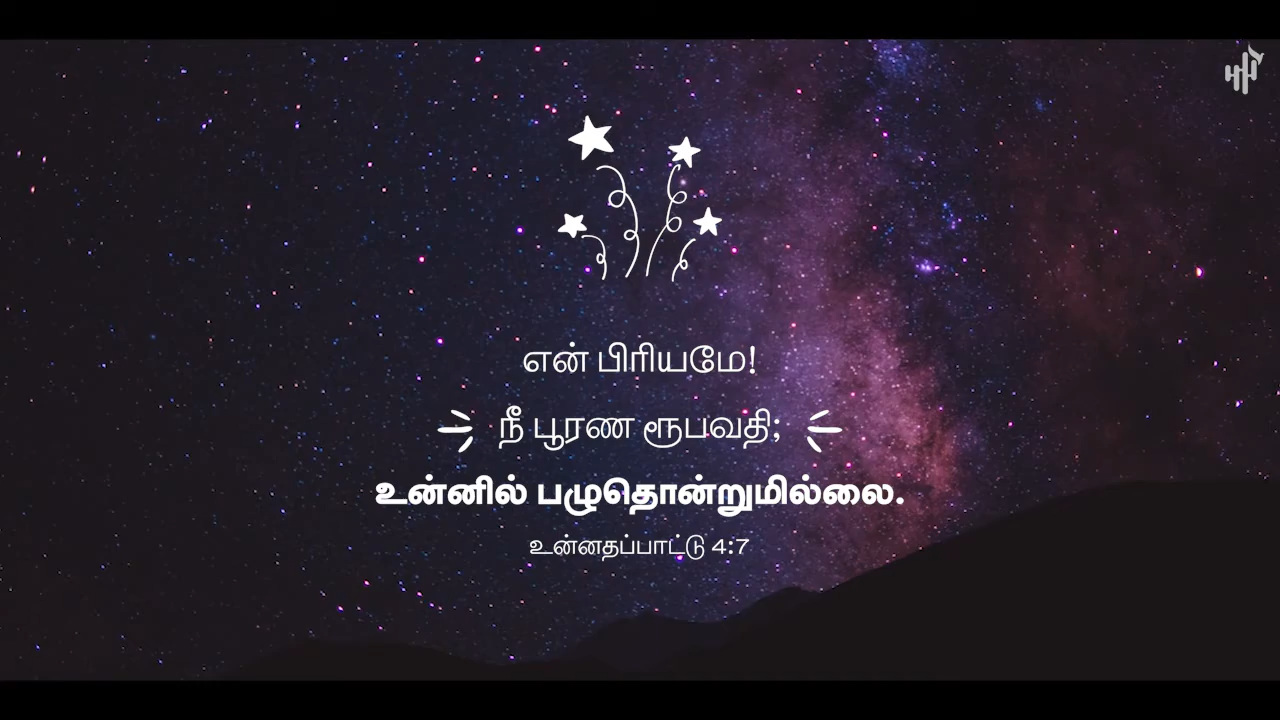 என் பிரியமே!
நீ பூரண ரூபவதி;
உன்னில் பழுதொன்றுமில்லை.
உன்னதப்பாட்டு 4:7